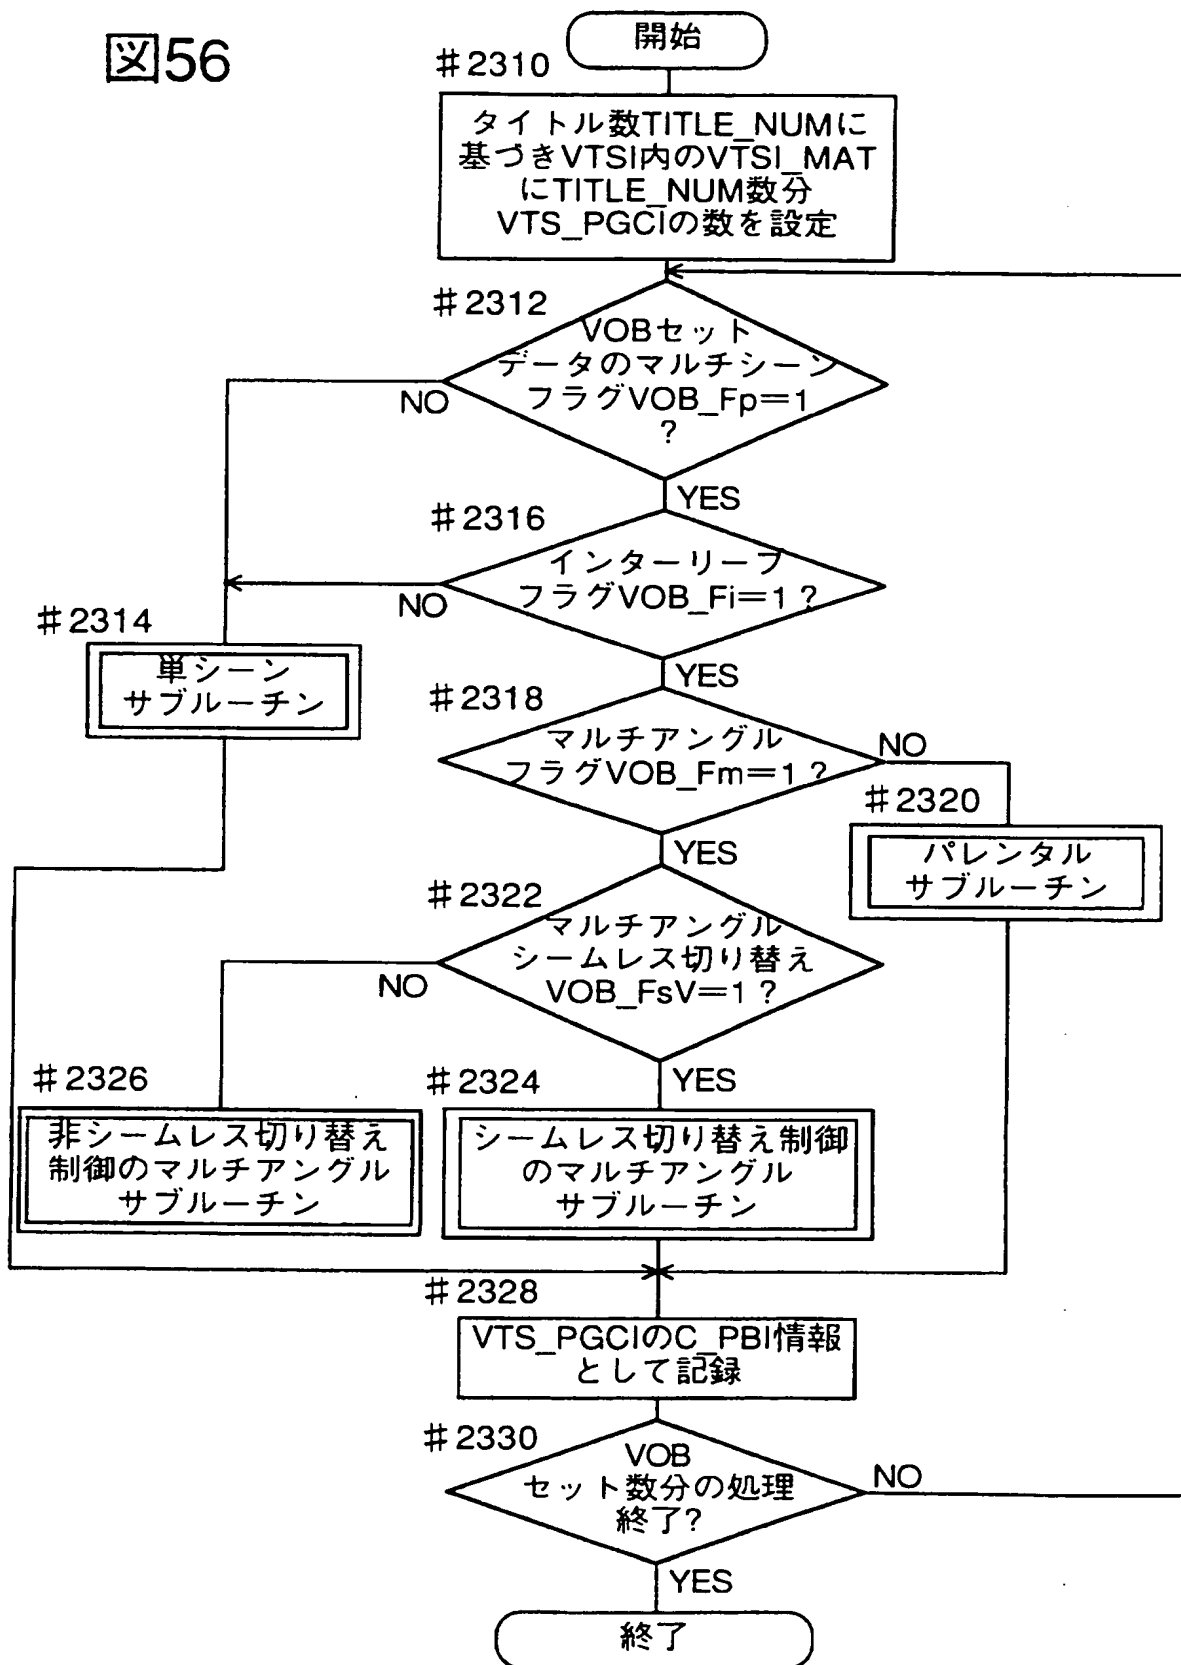 図56
開始
#2310
タイトル数TITLE_NUMに
基づきVTSI内のVTSI_MAT
にTITLE_NUM数分
VTS_PGCIの数を設定
#2312
VOBセット
データのマルチシーン
フラグVOB_Fp=1
?
NO
YES
#2316
インターリーブ
フラグVOB_Fi=1?
NO
YES
#2314
単シーン
サブルーチン
#2318
マルチアングル
フラグVOB_Fm=1?
NO
YES
#2320
パレンタル
サブルーチン
#2322
マルチアングル
シームレス切り替え
VOB_FsV=1?
NO
YES
#2326
非シームレス切り替え
制御のマルチアングル
サブルーチン
#2324
シームレス切り替え制御
のマルチアングル
サブルーチン
#2328
VTS_PGCIのC_PBI情報
として記録
#2330
VOB
セット数分の処理
終了?
NO
YES
終了